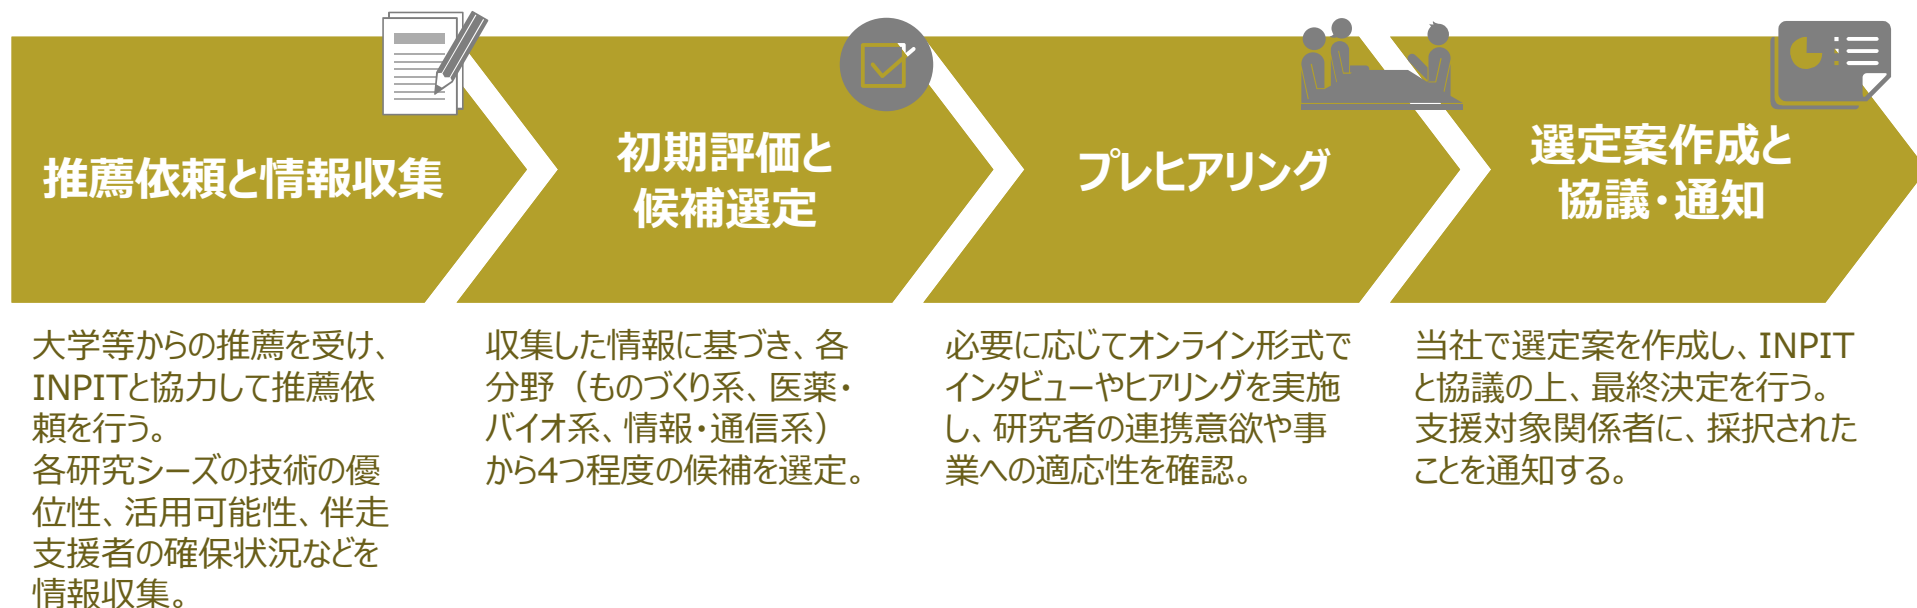 推薦依頼と情報収集
初期評価と
候補選定
プレヒアリング
選定案作成と
協議・通知
大学等からの推薦を受け、
INPITと協力して推薦依
頼を行う。
各研究シーズの技術の優
位性、活用可能性、伴走
支援者の確保状況などを
情報収集。
収集した情報に基づき、各
分野（ものづくり系、医薬・
バイオ系、情報・通信系）
から4つ程度の候補を選定。
必要に応じてオンライン形式で
インタビューやヒアリングを実施
し、研究者の連携意欲や事
業への適応性を確認。
当社で選定案を作成し、INPIT
と協議の上、最終決定を行う。
支援対象関係者に、採択された
ことを通知する。